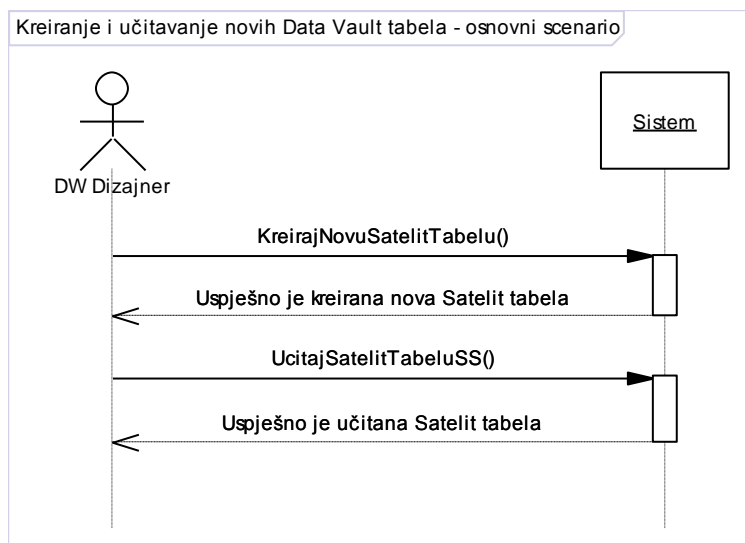 Kreiranje i učitavanje novih Data Vault tabela - osnovni scenario
Sistem
DW Dizajner
KreirajNovuSatelitTabelu()
Uspješno je kreirana nova Satelit tabela
UcitajSatelitTabeluSS()
Uspješno je učitana Satelit tabela